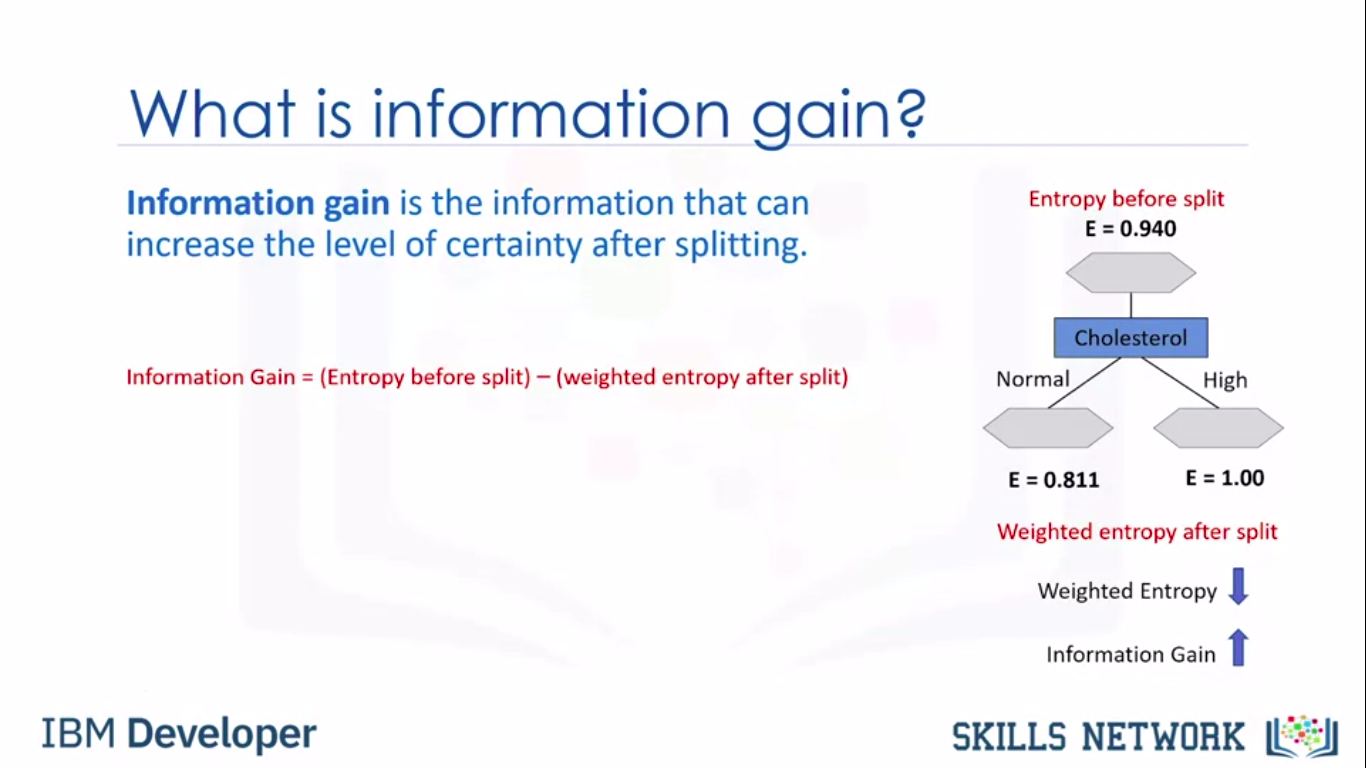 What is information gain?
Information gain is the information that can
increase the level of certainty after splitting.
Information Gain = (Entropy before split) – (weighted entropy after split)
Entropy before split
E = 0.940
Cholesterol
Normal
High
E = 0.811
E = 1.00
Weighted entropy after split
Weighted Entropy
Information Gain
IBM Developer
SKILLS NETWORK